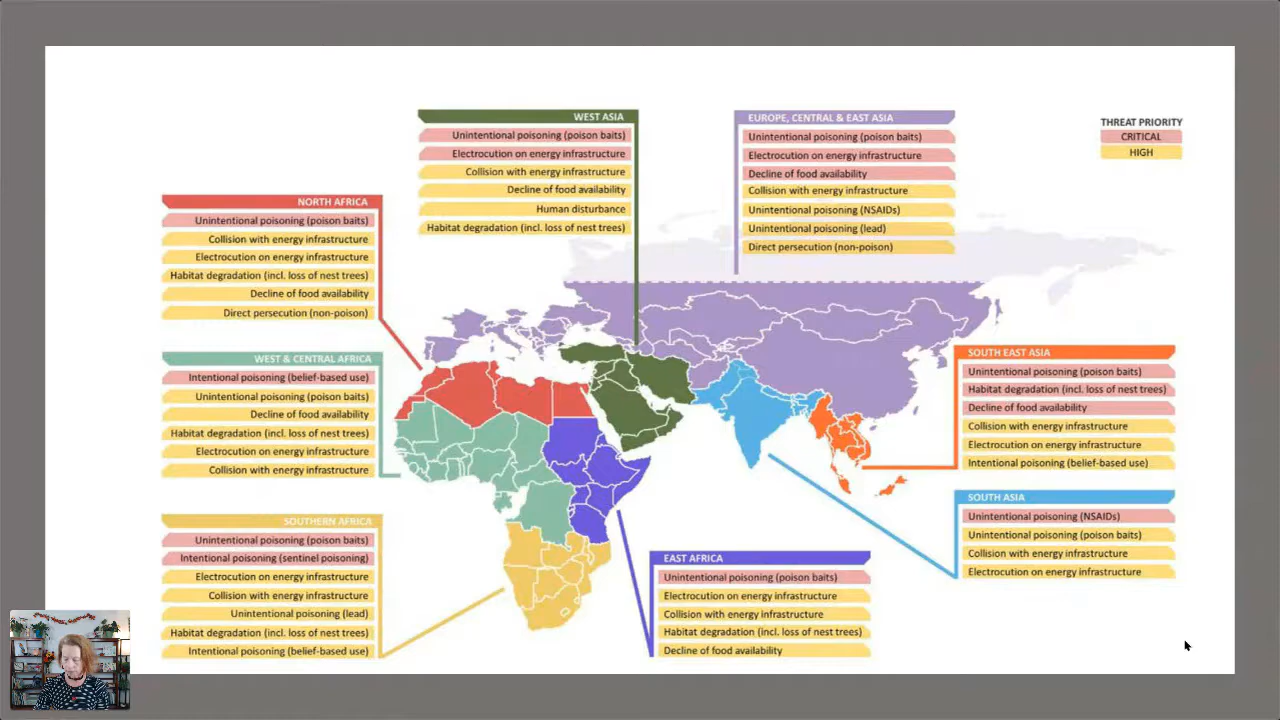 WEST ASIA
Unintentional poisoning (poison baits)
Electrocution on energy infrastructure
Collision with energy infrastructure
Decline of food availability
Human disturbance
Habitat degradation (incl. loss of nest trees)
EUROPE, CENTRAL & EAST ASIA
Unintentional poisoning (poison baits)
Electrocution on energy infrastructure
Decline of food availability
Collision with energy infrastructure
Unintentional poisoning (NSAIDs)
Unintentional poisoning (lead)
Direct persecution (non-poison)
THREAT PRIORITY
CRITICAL
HIGH
NORTH AFRICA
Unintentional poisoning (poison baits)
Collision with energy infrastructure
Electrocution on energy infrastructure
Habitat degradation (incl. loss of nest trees)
Decline of food availability
Direct persecution (non-poison)
WEST & CENTRAL AFRICA
Intentional poisoning (belief-based use)
Unintentional poisoning (poison baits)
Decline of food availability
Habitat degradation (incl. loss of nest trees)
Electrocution on energy infrastructure
Collision with energy infrastructure
SOUTH EAST ASIA
Unintentional poisoning (poison baits)
Habitat degradation (incl. loss of nest trees)
Decline of food availability
Collision with energy infrastructure
Electrocution on energy infrastructure
Intentional poisoning (belief-based use)
SOUTH ASIA
Unintentional poisoning (NSAIDs)
Unintentional poisoning (poison baits)
Collision with energy infrastructure
Electrocution on energy infrastructure
SOUTHERN AFRICA
Unintentional poisoning (poison baits)
Intentional poisoning (sentinel poisoning)
Electrocution on energy infrastructure
Collision with energy infrastructure
Unintentional poisoning (lead)
Habitat degradation (incl. loss of nest trees)
Intentional poisoning (belief-based use)
EAST AFRICA
Unintentional poisoning (poison baits)
Electrocution on energy infrastructure
Collision with energy infrastructure
Habitat degradation (incl. loss of nest trees)
Decline of food availability